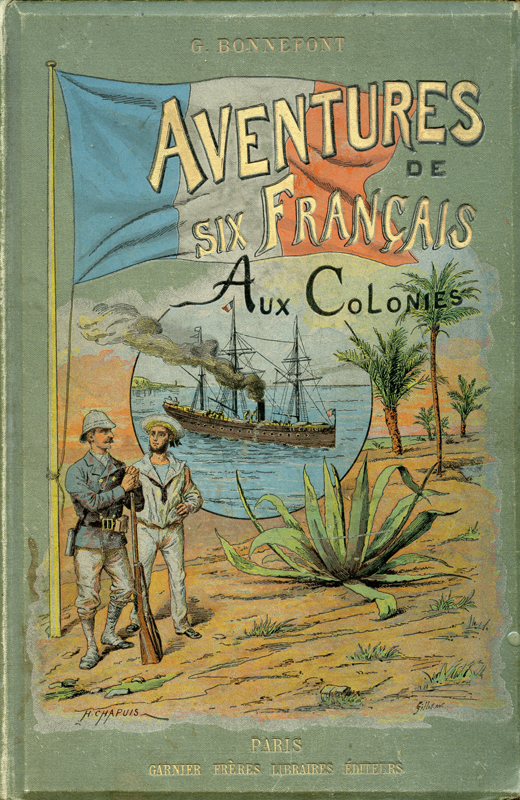 G. BONNEFONT
AVENTURES
DE
SIX FRANÇAIS
AUX COLONIES
H. CHAPUIS
PARIS
GARNIER FRÈRES LIBRAIRES ÉDITEURS